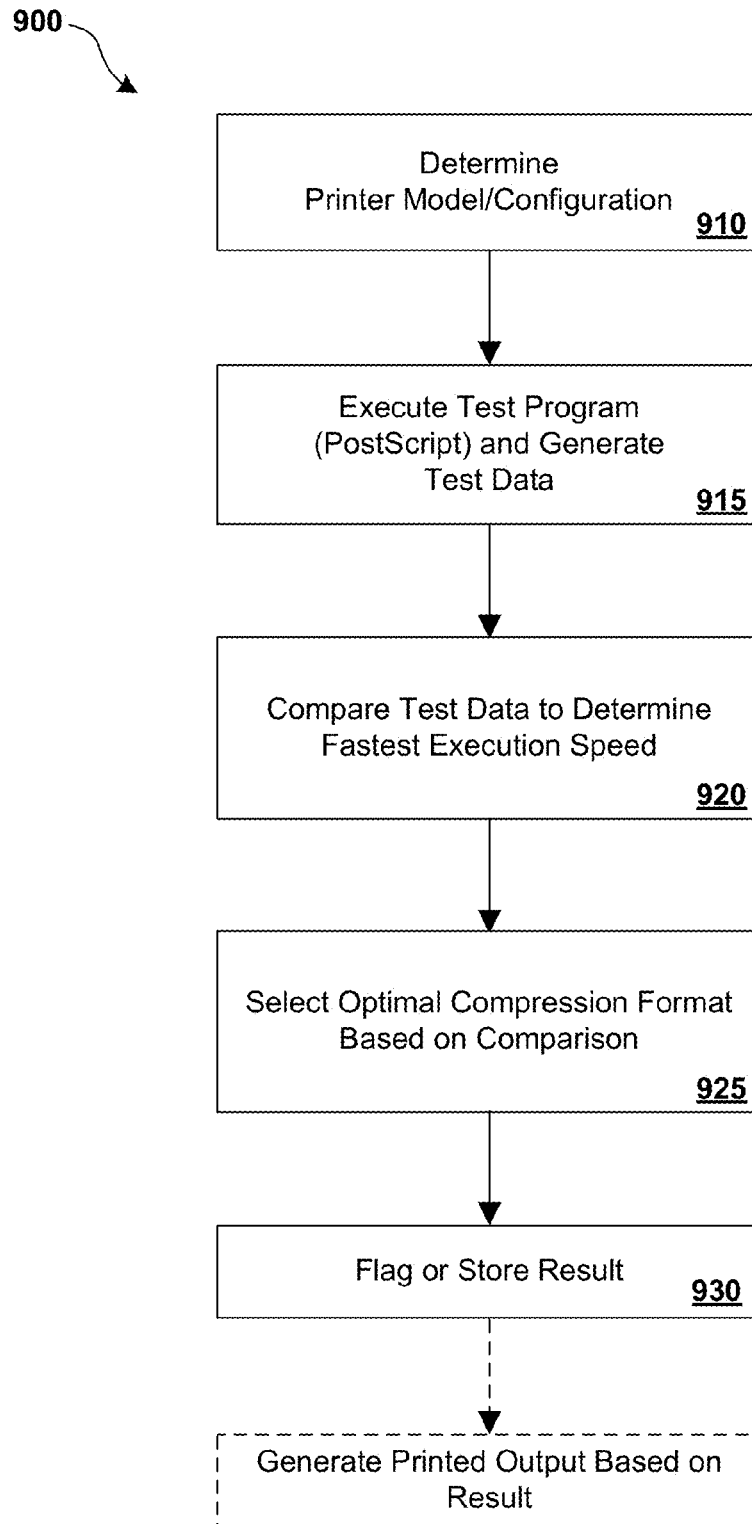 900
Determine
Printer Model/Configuration
910
Execute Test Program
(PostScript) and Generate
Test Data
915
Compare Test Data to Determine
Fastest Execution Speed
920
Select Optimal Compression Format
Based on Comparison
925
Flag or Store Result
930
Generate Printed Output Based on
Result